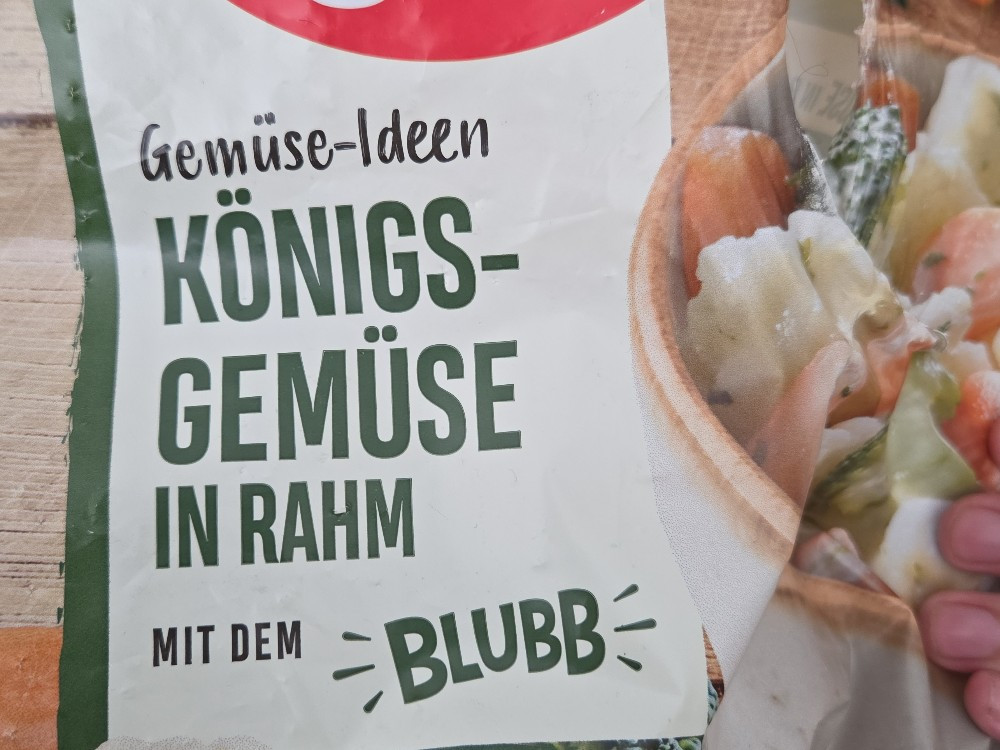 Gemüse-Ideen
KÖNIGS-
GEMÜSE
IN RAHM
MIT DEM BLUBB